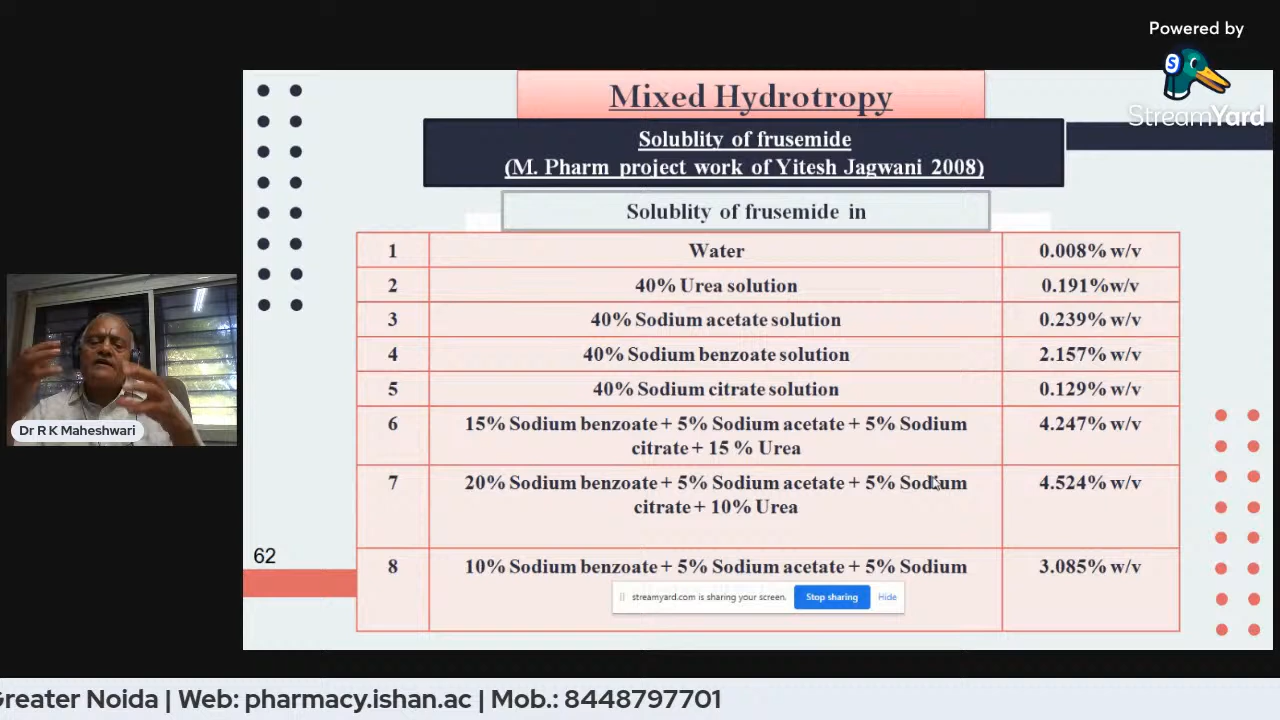 Powered by
S
StreamYard
Mixed Hydrotropy
Solublity of frusemide
(M. Pharm project work of Yitesh Jagwani 2008)
Solublity of frusemide in
1 Water 0.008% w/v
2 40% Urea solution 0.191%w/v
3 40% Sodium acetate solution 0.239% w/v
4 40% Sodium benzoate solution 2.157% w/v
5 40% Sodium citrate solution 0.129% w/v
6 15% Sodium benzoate + 5% Sodium acetate + 5% Sodium 4.247% w/v
citrate + 15 % Urea
7 20% Sodium benzoate + 5% Sodium acetate + 5% Sodium 4.524% w/v
citrate + 10% Urea
8 10% Sodium benzoate + 5% Sodium acetate + 5% Sodium 3.085% w/v
streamyard.com is sharing your screen. Stop sharing Hide
62
Dr R K Maheshwari
Greater Noida | Web: pharmacy.ishan.ac | Mob.: 8448797701